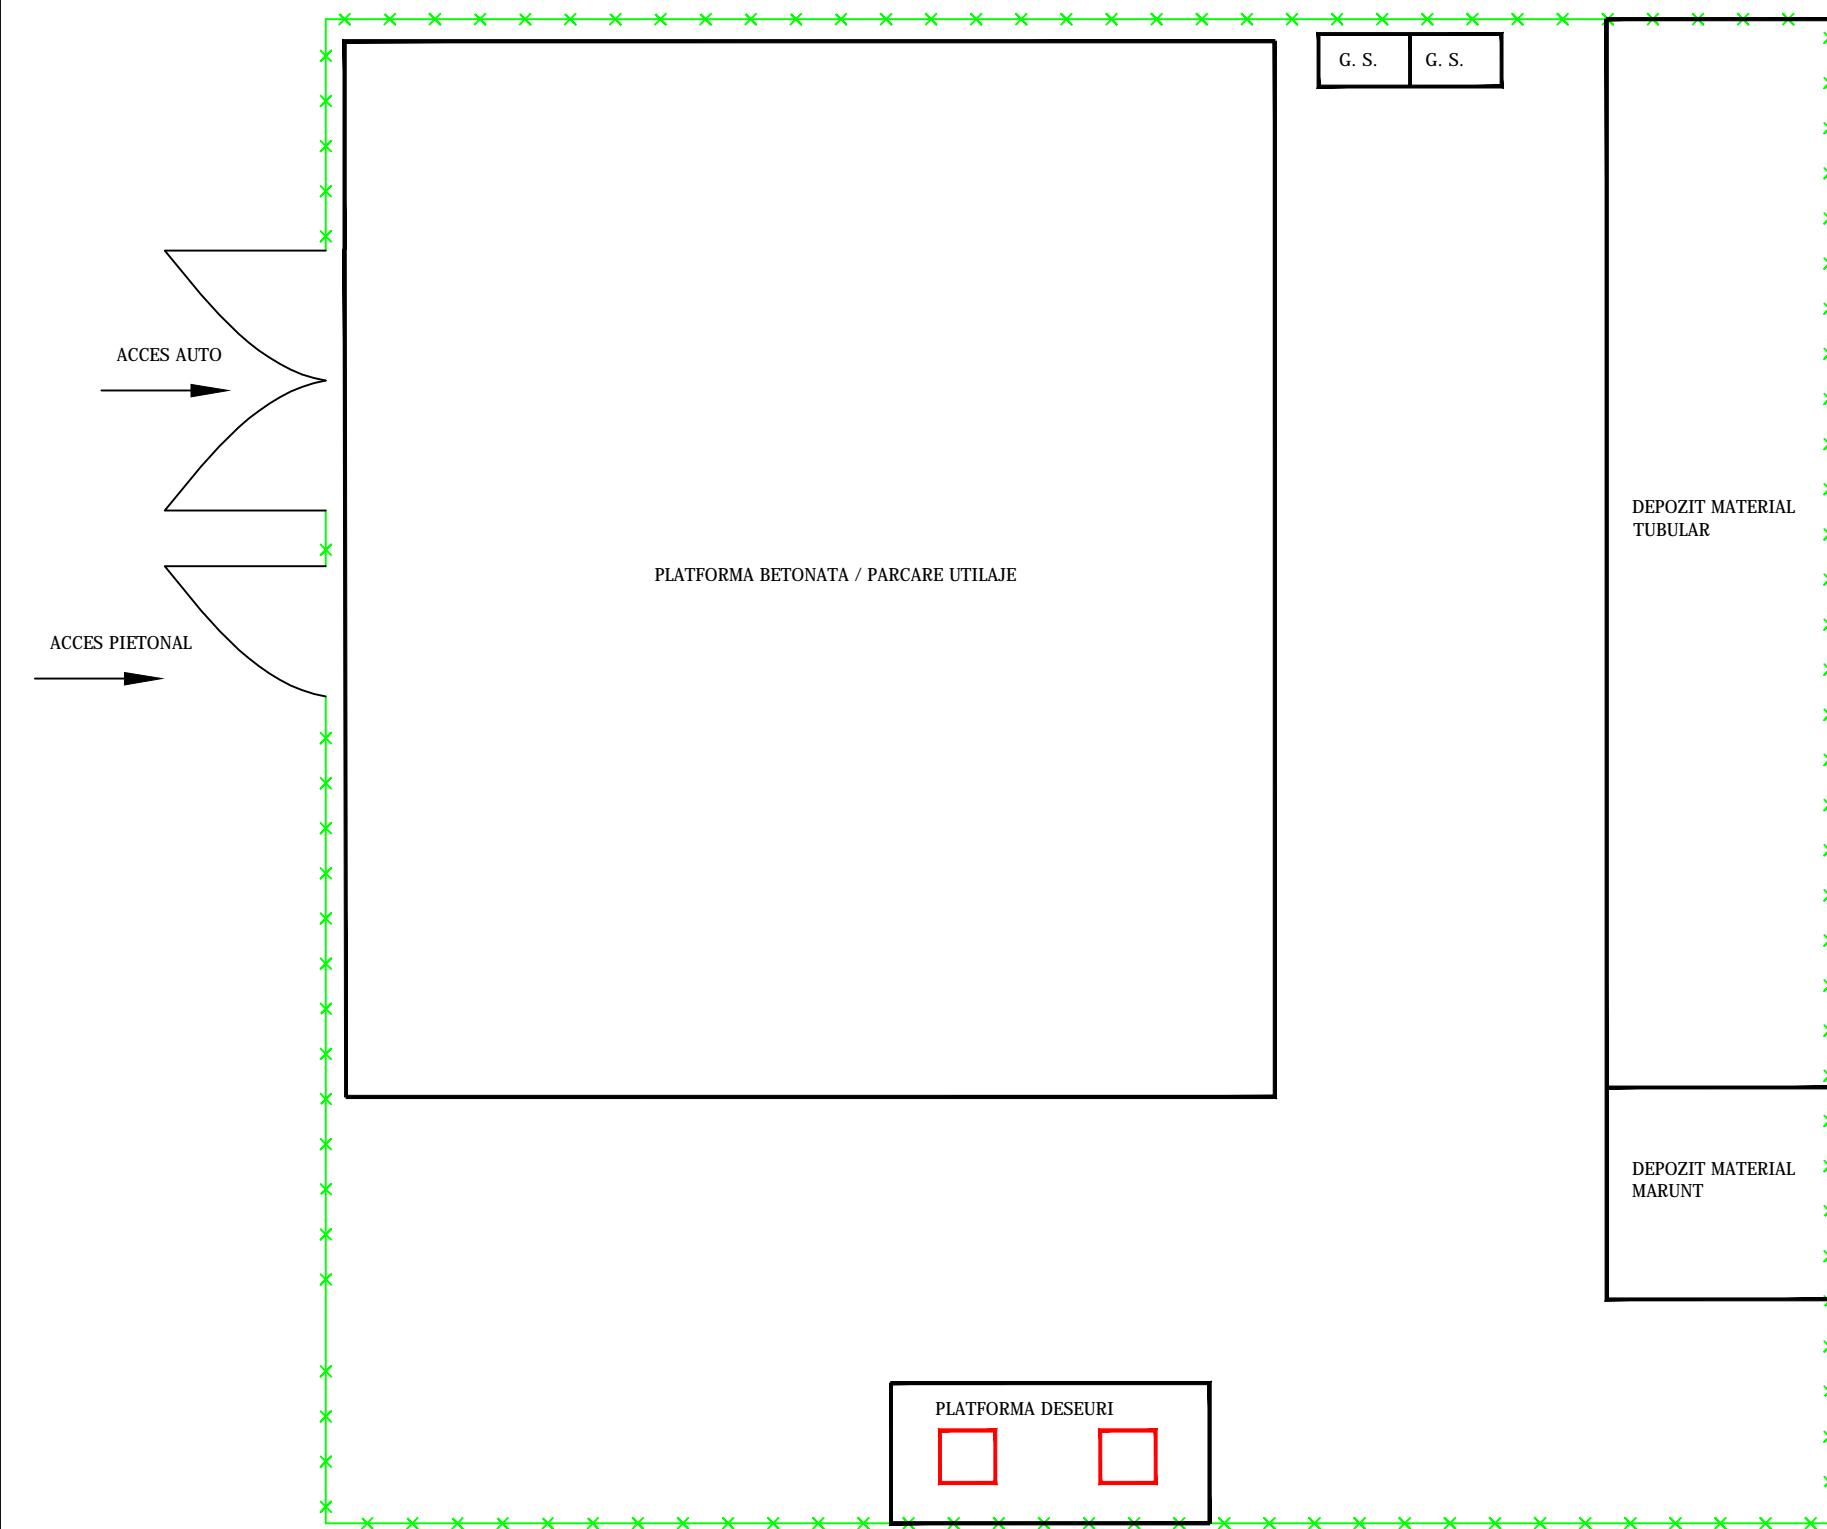 G. S.
G. S.
ACCES AUTO
DEPOZIT MATERIAL
TUBULAR
PLATFORMA BETONATA / PARCARE UTILAJE
ACCES PIETONAL
DEPOZIT MATERIAL
MARUNT
PLATFORMA DESEURI